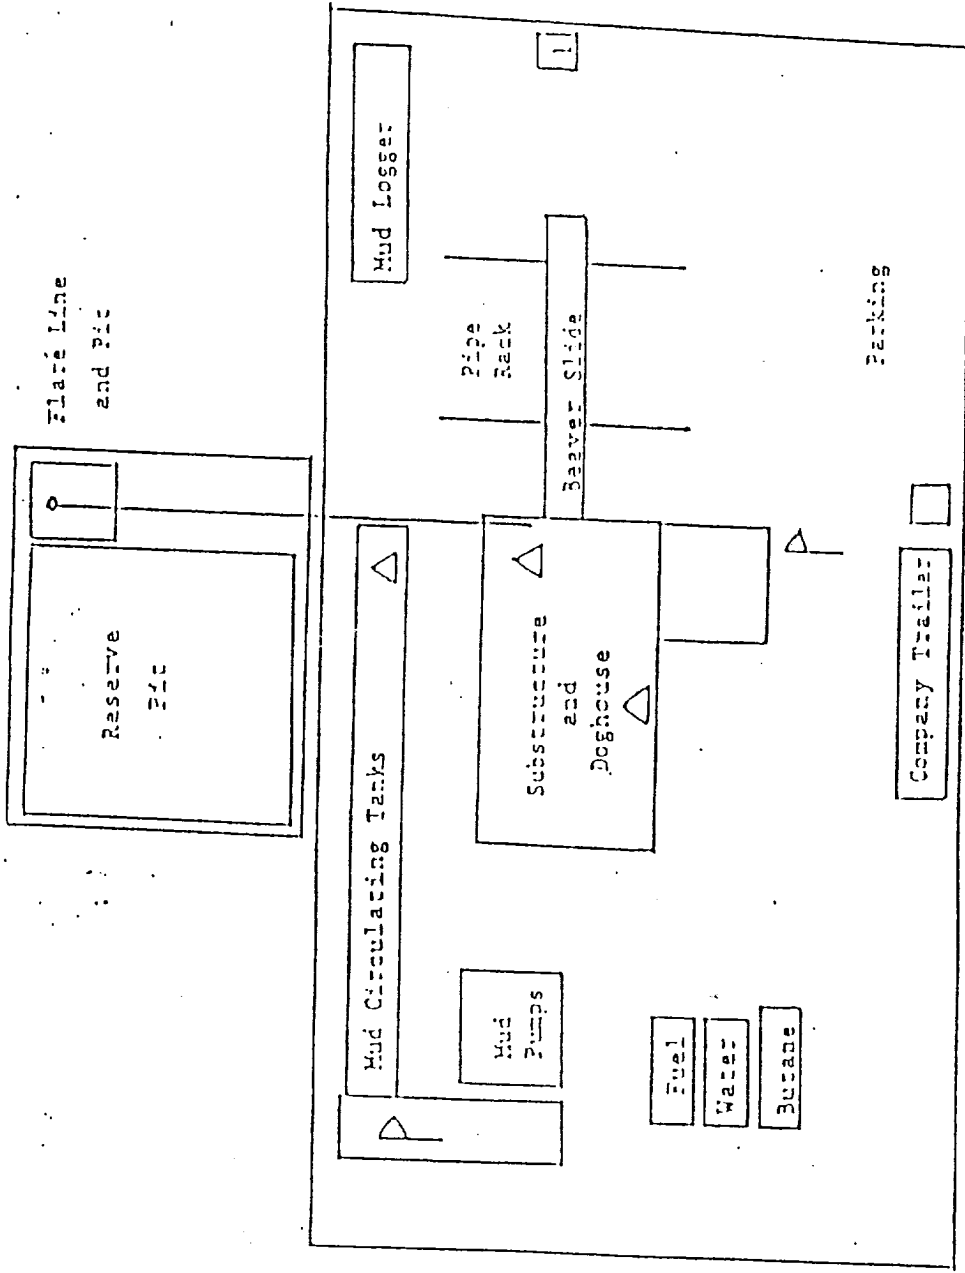 Flare Line
and Pit
Reserve
Pit
Mud Circulating Tanks
Mud Logger
Pipe
Rack
Beaver Slide
Substructure
and
Doghouse
Mud
Pumps
Fuel
Water
Butane
Parking
Company Trailer